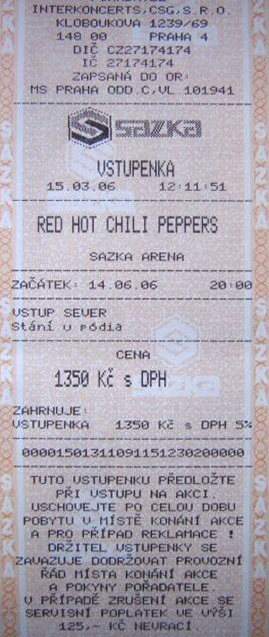 INTERKONCERTS,CSG,S.R.O.
KLOBOUKOVA 1239/69
148 00 PRAHA 4
DIČ CZ27174174
IČ 27174174
ZAPSANÁ DO OR:
MS PRAHA ODD.C,VL.101941
SAZKA
VSTUPENKA
15.03.06 12:11:51
RED HOT CHILI PEPPERS
SAZKA ARENA
ZAČÁTEK: 14.06.06 20:00
VSTUP SEVER
Stání u pódia
CENA
1350 Kč s DPH
ZAHRNUJE:
VSTUPENKA 1350 Kč s DPH 5%
00001501311091151230200000
TUTO VSTUPENKU PŘEDLOŽTE
PŘI VSTUPU NA AKCI.
USCHOVEJTE PO CELOU DOBU
POBYTU V MÍSTĚ KONÁNÍ AKCE
A PRO PŘÍPAD REKLAMACE !
DRŽITEL VSTUPENKY SE
ZAVAZUJE DODRŽOVAT PROVOZNÍ
ŘÁD MÍSTA KONÁNÍ AKCE
A POKYNY POŘADATELE.
V PŘÍPADĚ ZRUŠENÍ AKCE SE
SERVISNÍ POPLATEK VE VÝŠI
125,- KČ NEVRACÍ.